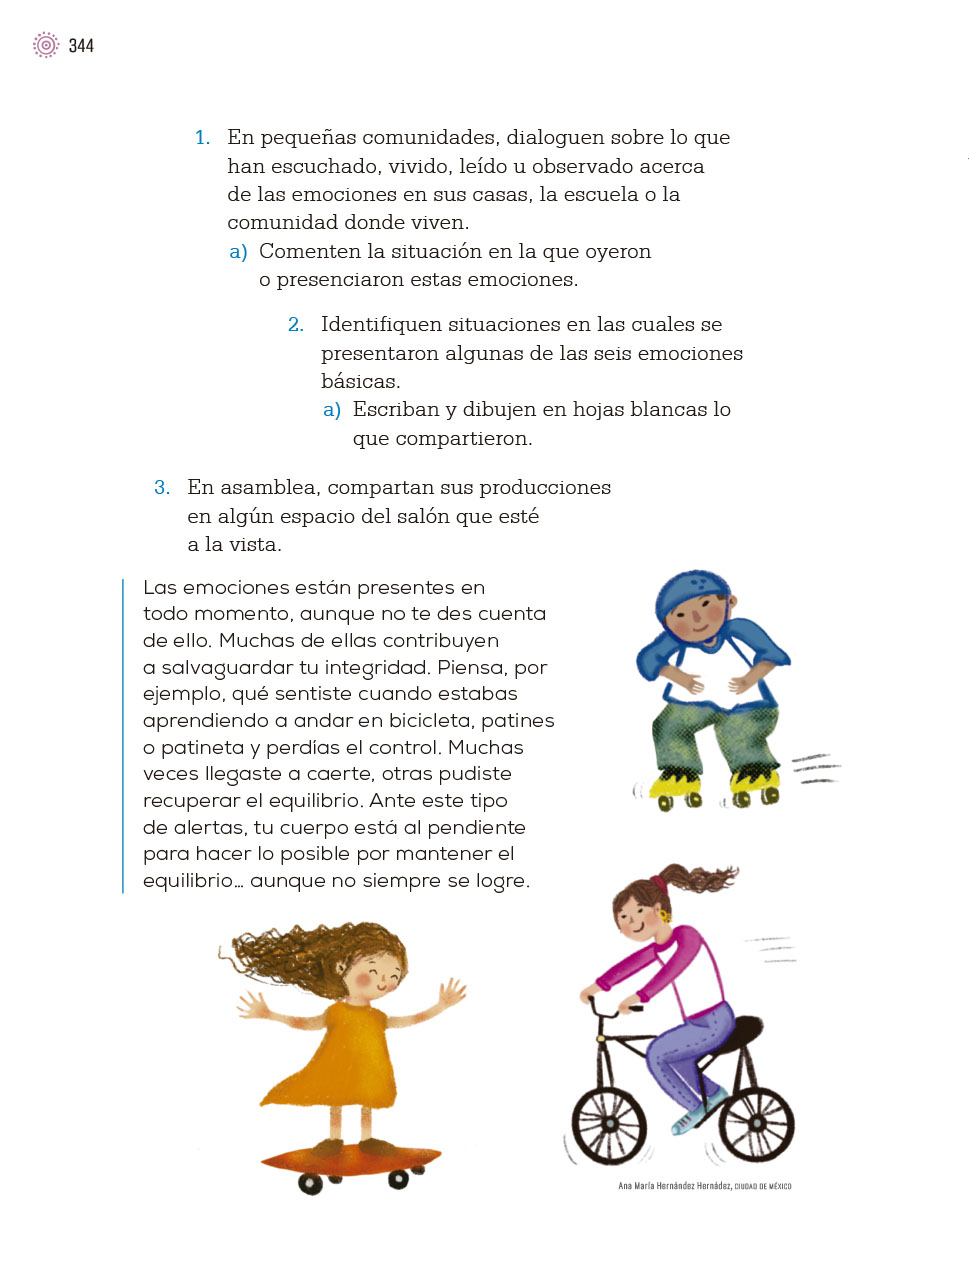 344
1. En pequeñas comunidades, dialoguen sobre lo que
han escuchado, vivido, leído u observado acerca
de las emociones en sus casas, la escuela o la
comunidad donde viven.
a) Comenten la situación en la que oyeron
o presenciaron estas emociones.
2. Identifiquen situaciones en las cuales se
presentaron algunas de las seis emociones
básicas.
a) Escriban y dibujen en hojas blancas lo
que compartieron.
3. En asamblea, compartan sus producciones
en algún espacio del salón que esté
a la vista.
Las emociones están presentes en
todo momento, aunque no te des cuenta
de ello. Muchas de ellas contribuyen
a salvaguardar tu integridad. Piensa, por
ejemplo, qué sentiste cuando estabas
aprendiendo a andar en bicicleta, patines
o patineta y perdías el control. Muchas
veces llegaste a caerte, otras pudiste
recuperar el equilibrio. Ante este tipo
de alertas, tu cuerpo está al pendiente
para hacer lo posible por mantener el
equilibrio... aunque no siempre se logre.
Ana María Hernández Hernádez, CIUDAD DE MÉXICO